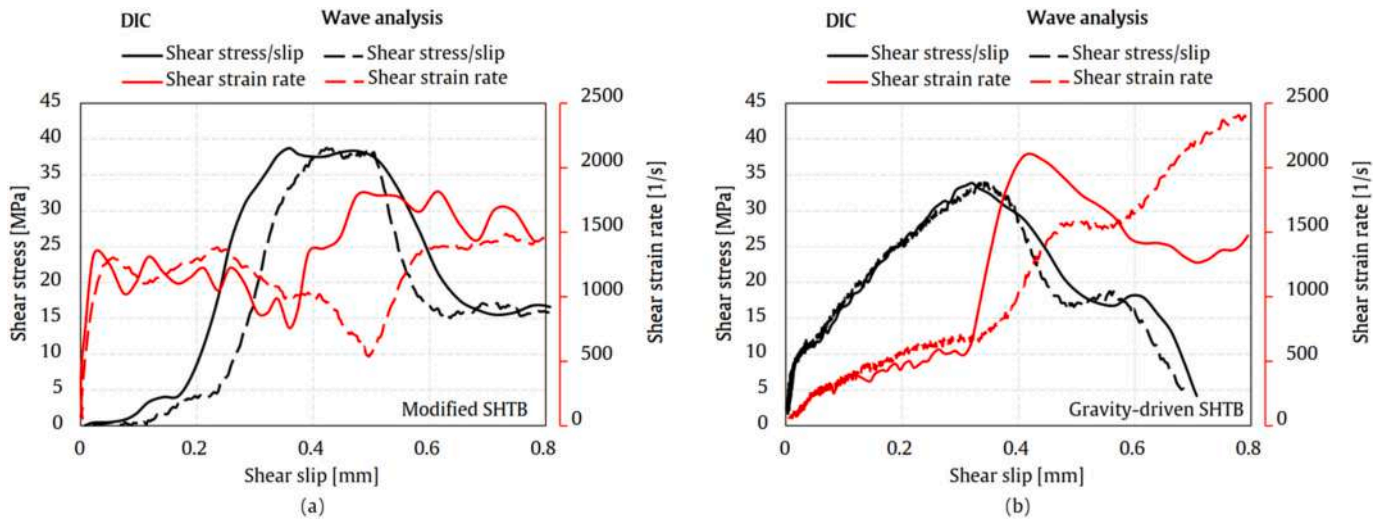 DIC Wave analysis
Shear stress/slip Shear stress/slip
Shear strain rate Shear strain rate
45 2500
40
35 2000
30
25 1500
20
15 1000
10
5 500
0 0
Shear stress [MPa]
Shear strain rate [1/s]
Modified SHTB
0 0.2 0.4 0.6 0.8
Shear slip [mm]
(a)
DIC Wave analysis
Shear stress/slip Shear stress/slip
Shear strain rate Shear strain rate
45 2500
40
35 2000
30
25 1500
20
15 1000
10
5 500
0 0
Shear stress [MPa]
Shear strain rate [1/s]
Gravity-driven SHTB
0 0.2 0.4 0.6 0.8
Shear slip [mm]
(b)